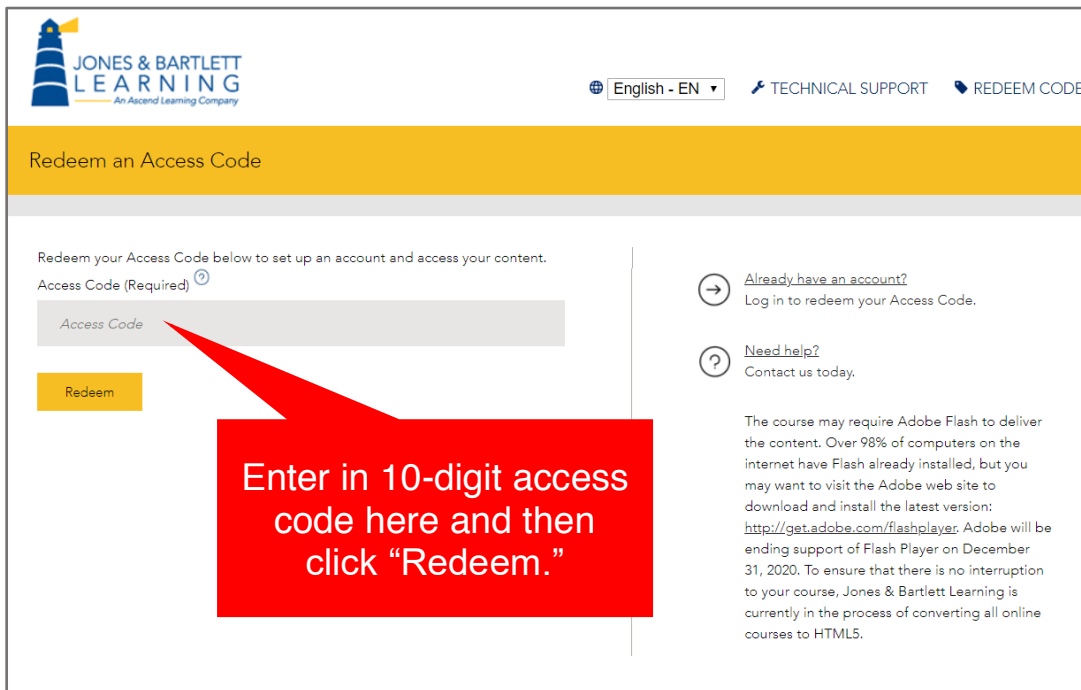 JONES & BARTLETT
LEARNING
An Ascend Learning Company
English - EN
TECHNICAL SUPPORT
REDEEM CODE
Redeem an Access Code
Redeem your Access Code below to set up an account and access your content.
Access Code (Required) ?
Access Code
Redeem
Enter in 10-digit access
code here and then
click “Redeem.”
Already have an account?
Log in to redeem your Access Code.
?
Need help?
Contact us today.
The course may require Adobe Flash to deliver
the content. Over 98% of computers on the
internet have Flash already installed, but you
may want to visit the Adobe web site to
download and install the latest version:
http://get.adobe.com/flashplayer. Adobe will be
ending support of Flash Player on December
31, 2020. To ensure that there is no interruption
to your course, Jones & Bartlett Learning is
currently in the process of converting all online
courses to HTML5.